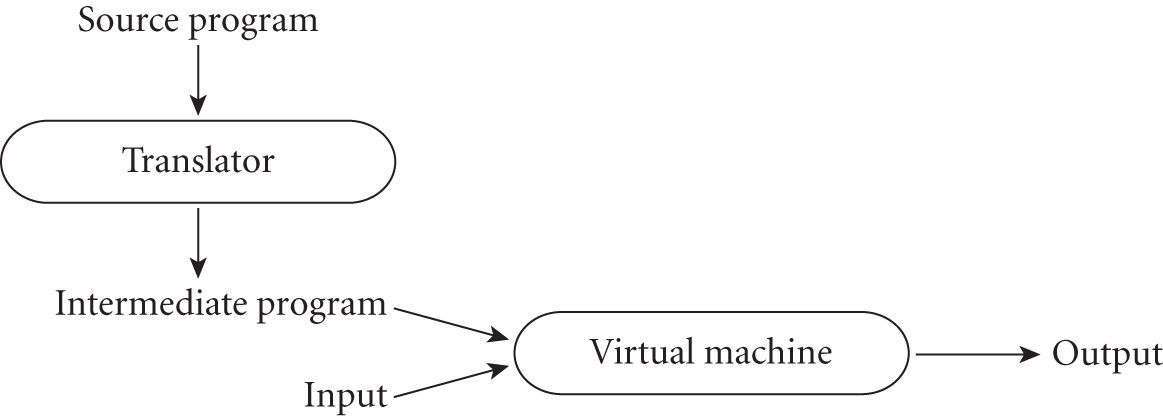 Source program
Translator
Intermediate program
Virtual machine
Output
Input